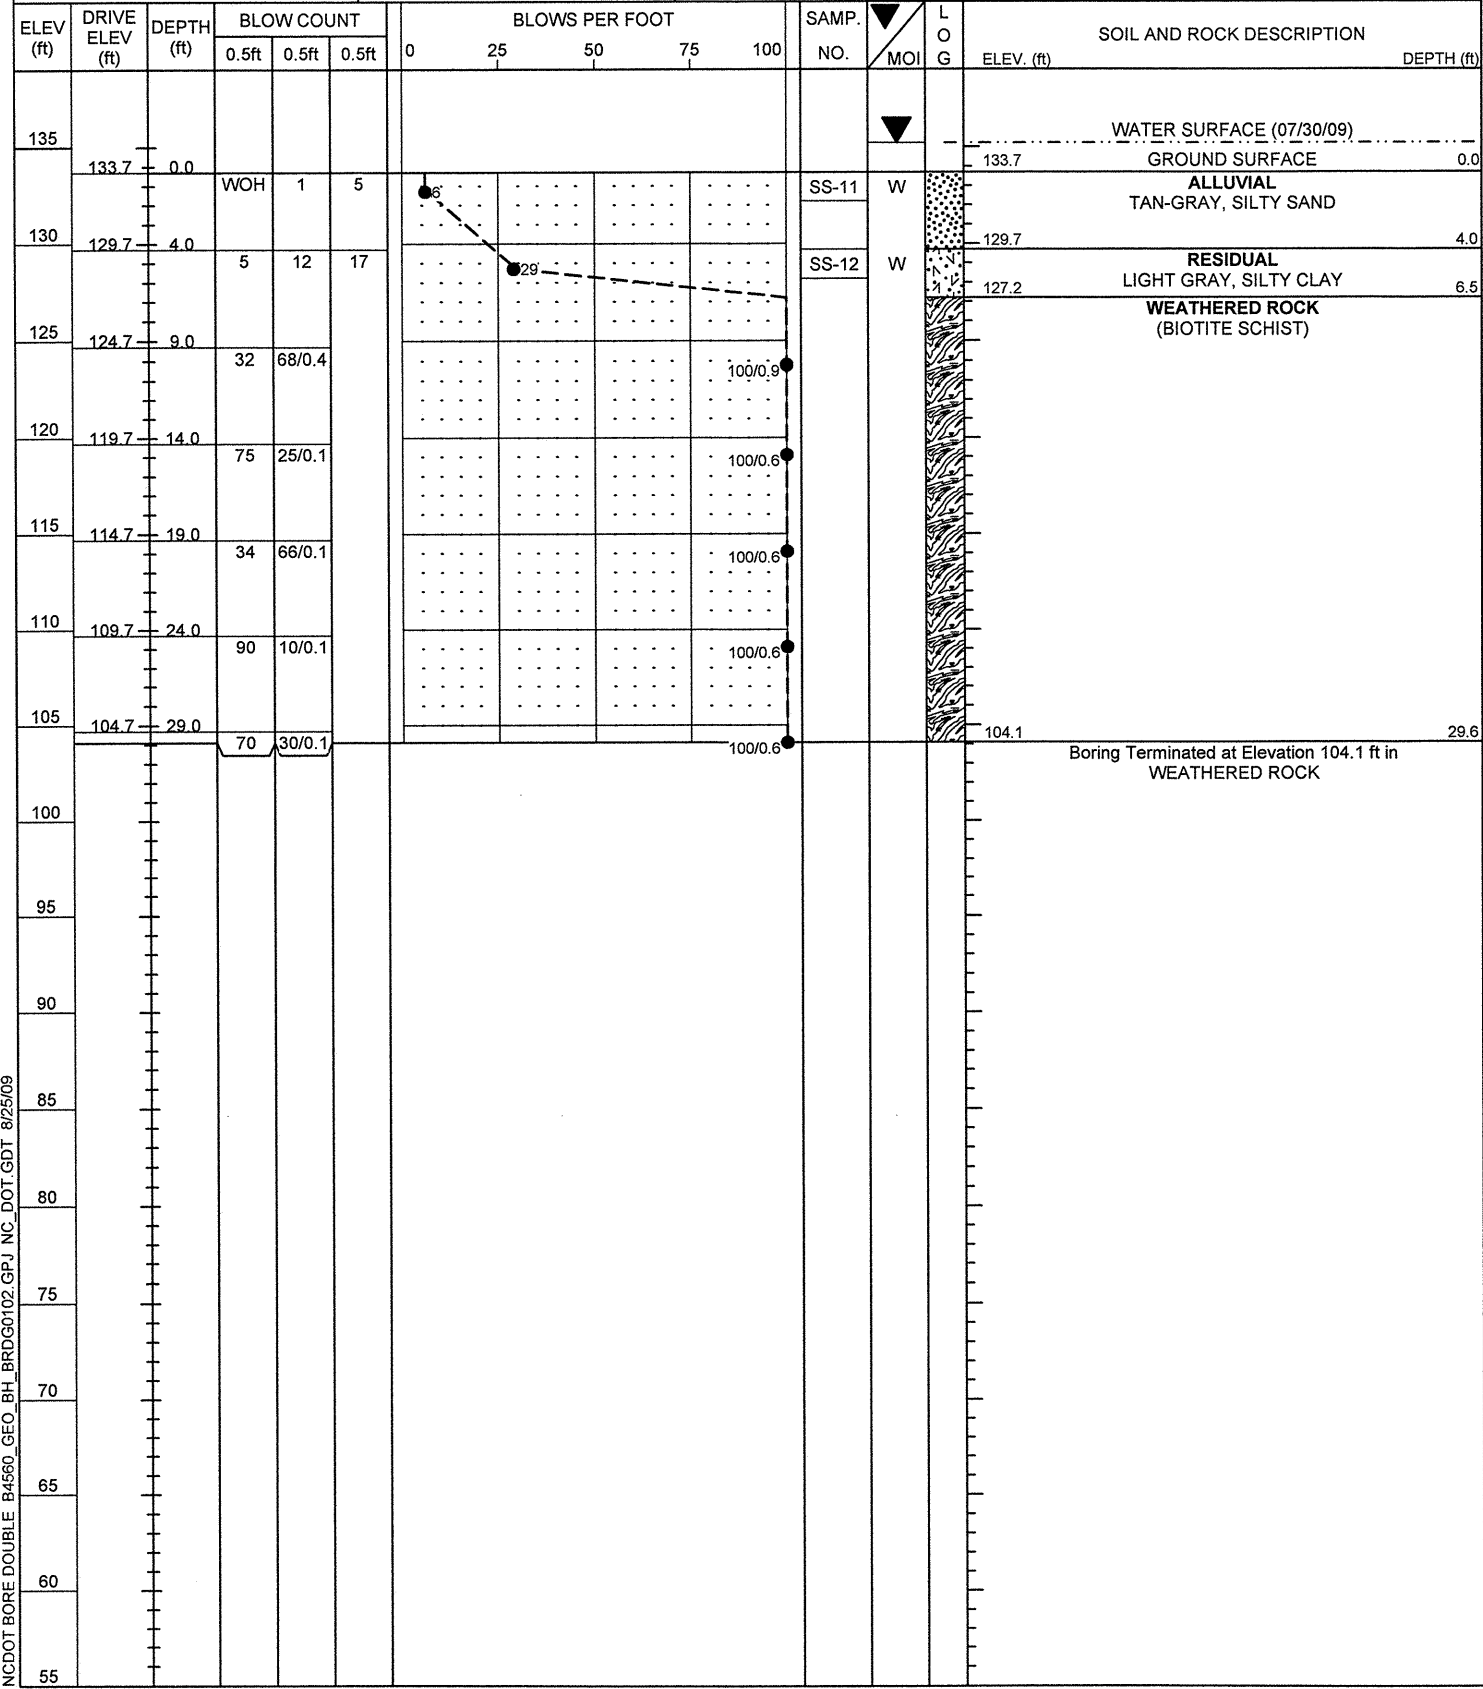 ELEV (ft) DRIVE ELEV (ft) DEPTH (ft) BLOW COUNT BLOWS PER FOOT SAMP. NO. MOI L O G SOIL AND ROCK DESCRIPTION
0.5ft 0.5ft 0.5ft 0 25 50 75 100 ELEV. (ft) DEPTH (ft)
WATER SURFACE (07/30/09)
135
133.7 0.0 133.7 GROUND SURFACE 0.0
WOH 1 5 6 SS-11 W ALLUVIAL
TAN-GRAY, SILTY SAND
130 129.7 4.0 129.7 4.0
5 12 17 29 SS-12 W RESIDUAL
LIGHT GRAY, SILTY CLAY
127.2 6.5
WEATHERED ROCK
(BIOTITE SCHIST)
125 124.7 9.0
32 68/0.4 100/0.9
120 119.7 14.0
75 25/0.1 100/0.6
115 114.7 19.0
34 66/0.1 100/0.6
110 109.7 24.0
90 10/0.1 100/0.6
105 104.7 29.0
104.1 29.6
70 30/0.1 100/0.6
Boring Terminated at Elevation 104.1 ft in
WEATHERED ROCK
100
95
90
85
80
75
70
65
60
55
NCDOT BORE DOUBLE B4560_GEO_BH_BRDG0102.GPJ NC_DOT.GDT 8/25/09